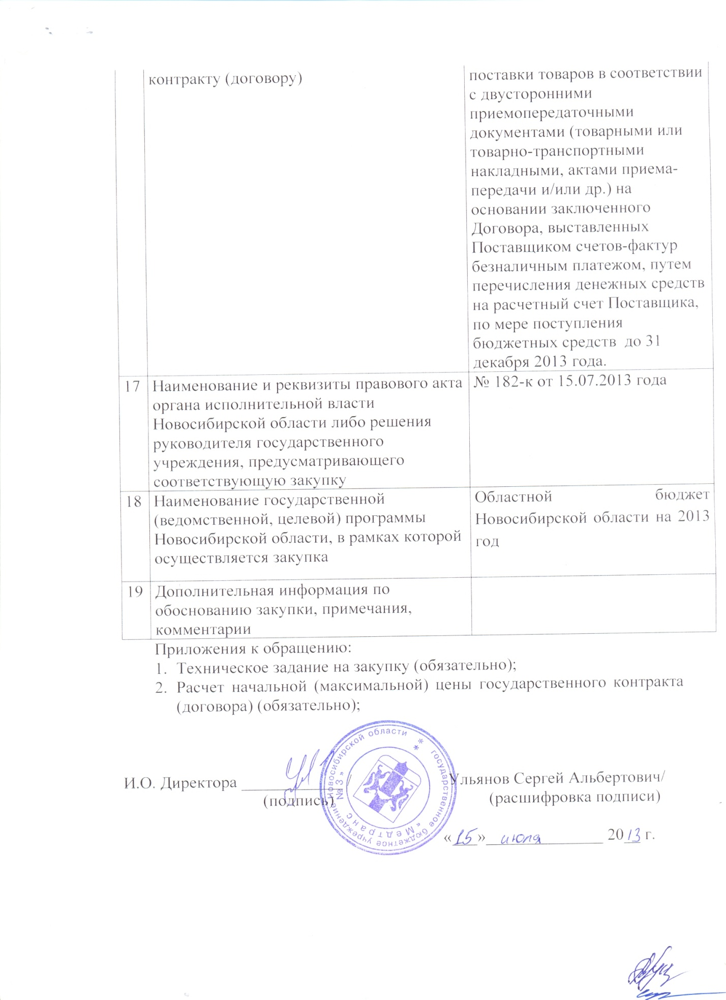 контракту (договору)
поставки товаров в соответствии
с двусторонними
приемопередаточными
документами (товарными или
товарно-транспортными
накладными, актами приема-
передачи и/или др.) на
основании заключенного
Договора, выставленных
Поставщиком счетов-фактур
безналичным платежом, путем
перечисления денежных средств
на расчетный счет Поставщика,
по мере поступления
бюджетных средств до 31
декабря 2013 года.
17
Наименование и реквизиты правового акта
органа исполнительной власти
Новосибирской области либо решения
руководителя государственного
учреждения, предусматривающего
соответствующую закупку
№ 182-к от 15.07.2013 года
18
Наименование государственной
(ведомственной, целевой) программы
Новосибирской области, в рамках которой
осуществляется закупка
Областной бюджет
Новосибирской области на 2013
год
19
Дополнительная информация по
обоснованию закупки, примечания,
комментарии
Приложения к обращению:
1. Техническое задание на закупку (обязательно);
2. Расчет начальной (максимальной) цены государственного контракта
(договора) (обязательно);
И.О. Директора ____________/
Ульянов Сергей Альбертович/
(подпись)
(расшифровка подписи)
государственное бюджетное учреждение Новосибирской области
«Медтранс №3»
«15» июля 2013 г.